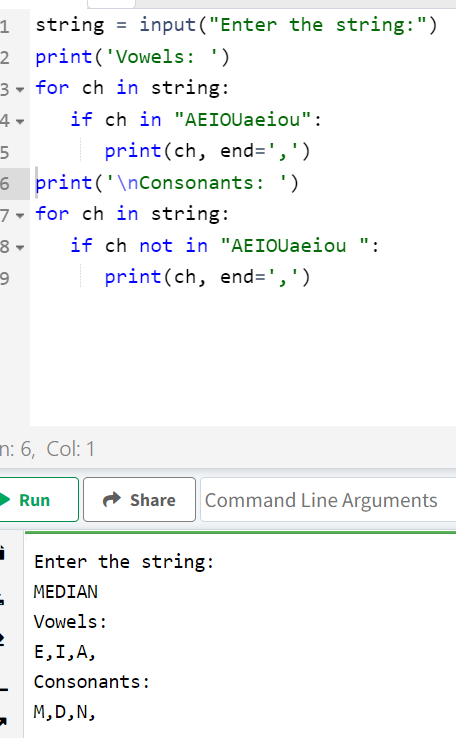 1 string = input("Enter the string:")
2 print('Vowels: ')
3 for ch in string:
4    if ch in "AEIOUaeiou":
5       print(ch, end=',')
6 print('\nConsonants: ')
7 for ch in string:
8    if ch not in "AEIOUaeiou ":
9       print(ch, end=',')
n: 6, Col: 1
Run Share Command Line Arguments
Enter the string:
MEDIAN
Vowels:
E,I,A,
Consonants:
M,D,N,